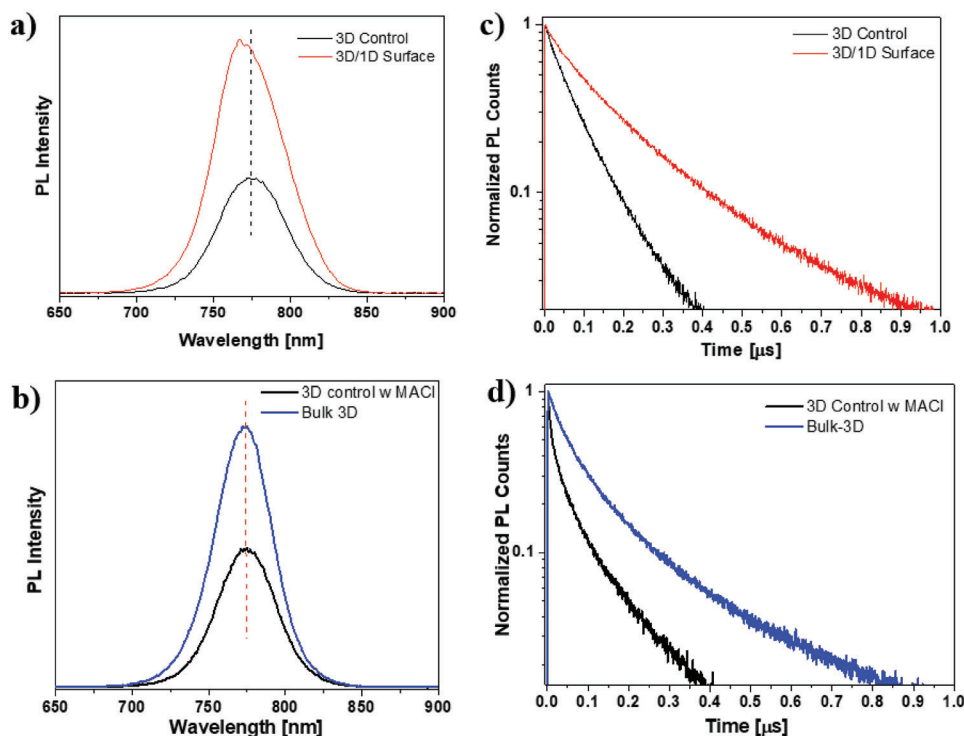 a)
3D Control
3D/1D Surface
PL Intensity
650 700 750 800 850 900
Wavelength [nm]
c)
3D Control
3D/1D Surface
Normalized PL Counts
1
0.1
0.0 0.1 0.2 0.3 0.4 0.5 0.6 0.7 0.8 0.9 1.0
Time [μs]
b)
3D control w MACl
Bulk 3D
PL Intensity
650 700 750 800 850 900
Wavelength [nm]
d)
3D Control w MACl
Bulk-3D
Normalized PL Counts
1
0.1
0.0 0.1 0.2 0.3 0.4 0.5 0.6 0.7 0.8 0.9 1.0
Time [μs]